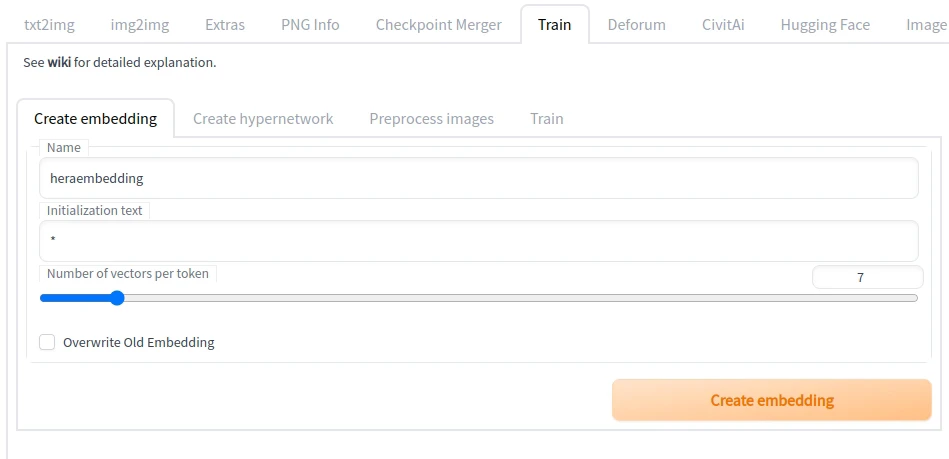 txt2img img2img Extras PNG Info Checkpoint Merger Train Deforum CivitAi Hugging Face Image
See wiki for detailed explanation.
Create embedding Create hypernetwork Preprocess images Train
Name
heraembedding
Initialization text
*
Number of vectors per token 7
Overwrite Old Embedding
Create embedding